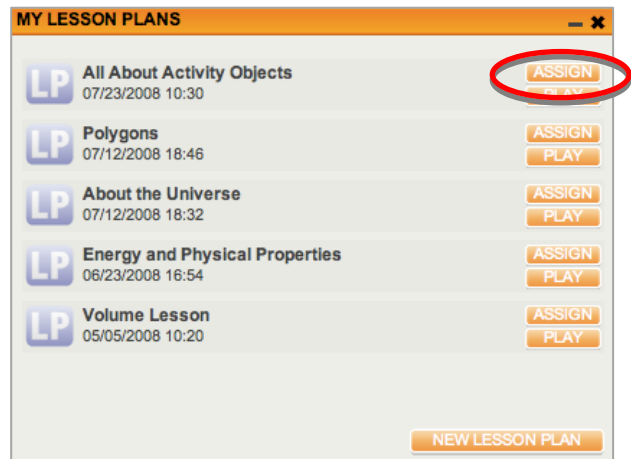 MY LESSON PLANS
LP All About Activity Objects ASSIGN
07/23/2008 10:30 PLAY
LP Polygons ASSIGN
07/12/2008 18:46 PLAY
LP About the Universe ASSIGN
07/12/2008 18:32 PLAY
LP Energy and Physical Properties ASSIGN
06/23/2008 16:54 PLAY
LP Volume Lesson ASSIGN
05/05/2008 10:20 PLAY
NEW LESSON PLAN